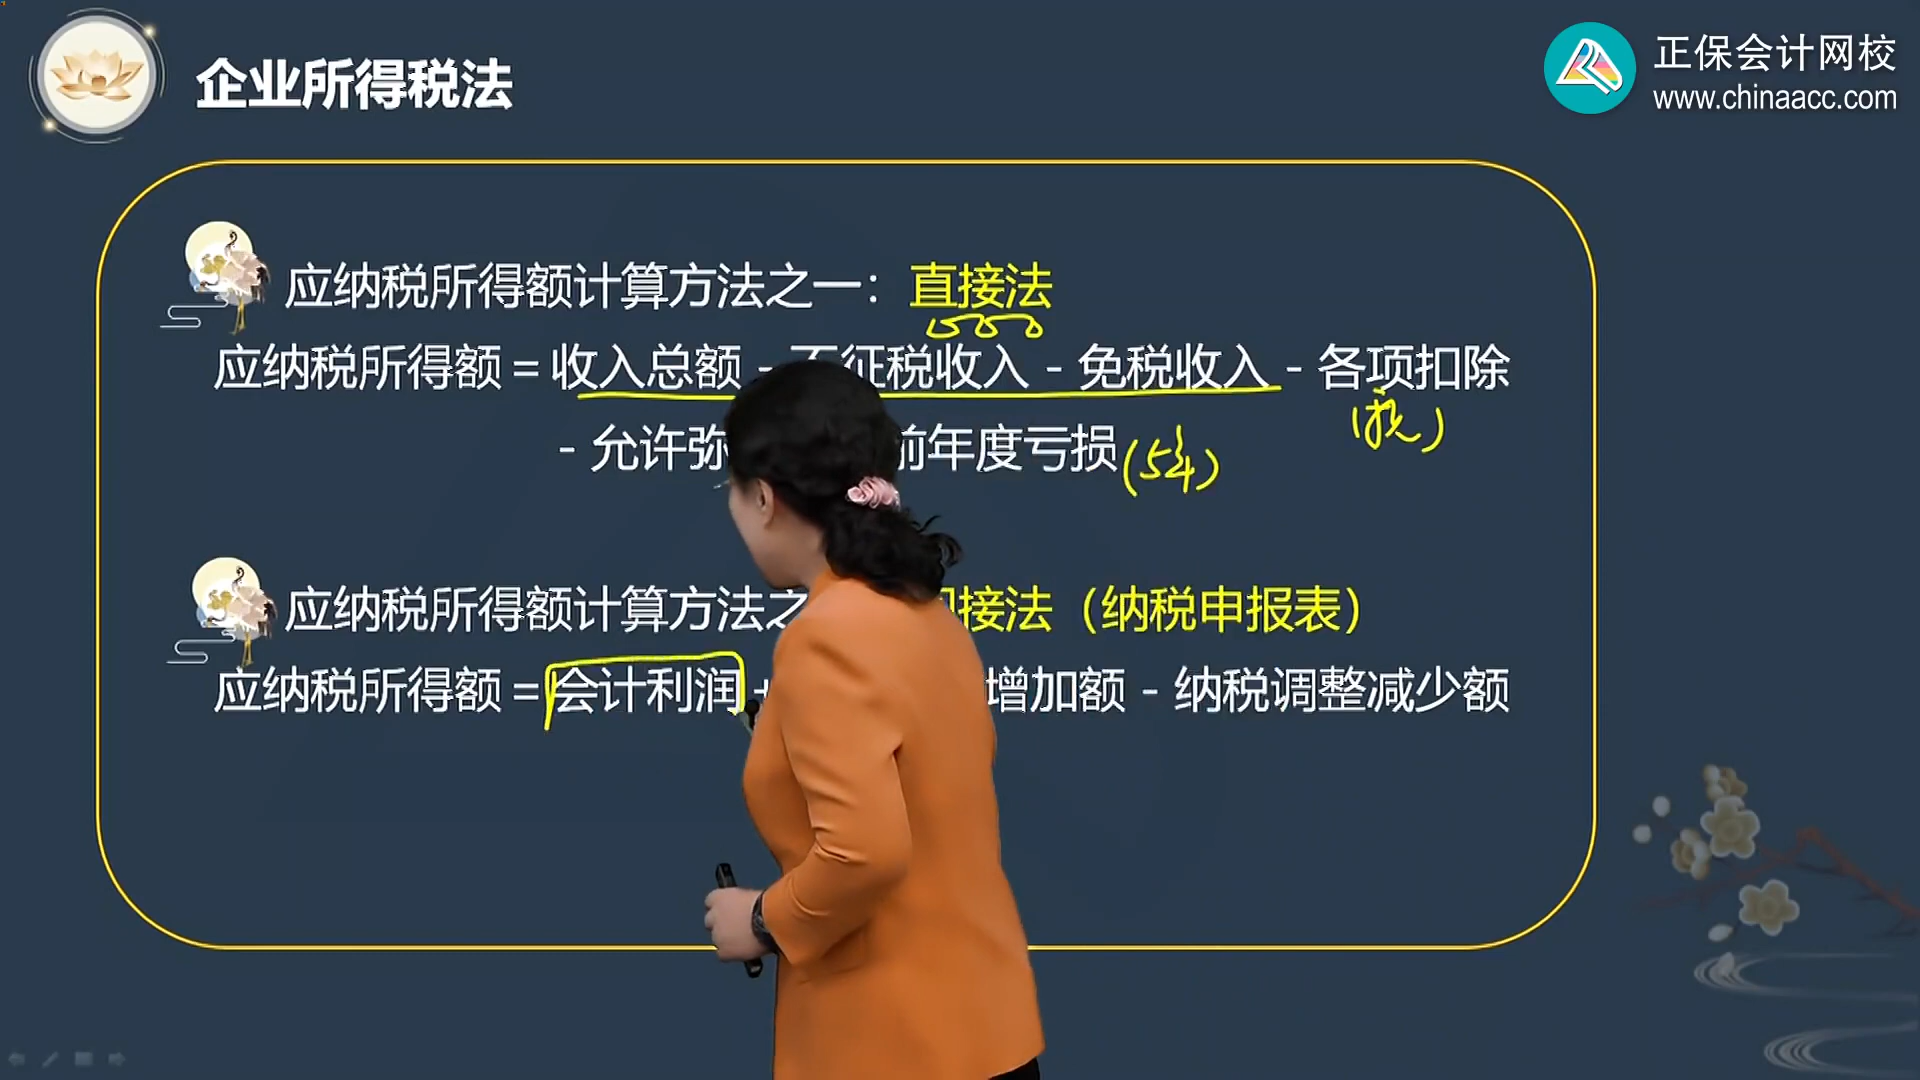 企业所得税法
正保会计网校
www.chinaacc.com
应纳税所得额计算方法之一：直接法
应纳税所得额＝收入总额 - 不征税收入 - 免税收入 - 各项扣除
- 允许弥 前年度亏损 (5年)
应纳税所得额计算方法之 间接法（纳税申报表）
应纳税所得额＝会计利润 + 增加额 - 纳税调整减少额